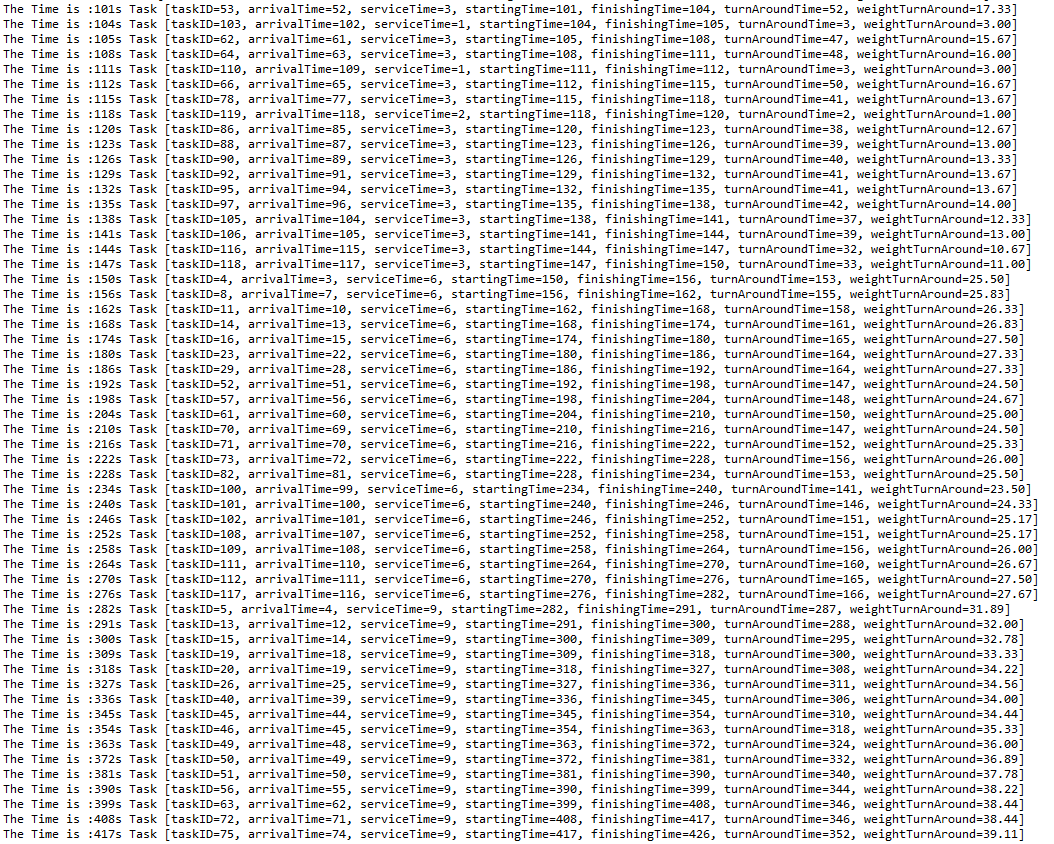 The Time is :101s Task [taskID=53, arrivalTime=52, serviceTime=3, startingTime=101, finishingTime=104, turnAroundTime=52, weightTurnAround=17.33]
The Time is :104s Task [taskID=103, arrivalTime=102, serviceTime=1, startingTime=104, finishingTime=105, turnAroundTime=3, weightTurnAround=3.00]
The Time is :105s Task [taskID=62, arrivalTime=61, serviceTime=3, startingTime=105, finishingTime=108, turnAroundTime=47, weightTurnAround=15.67]
The Time is :108s Task [taskID=64, arrivalTime=63, serviceTime=3, startingTime=108, finishingTime=111, turnAroundTime=48, weightTurnAround=16.00]
The Time is :111s Task [taskID=110, arrivalTime=109, serviceTime=1, startingTime=111, finishingTime=112, turnAroundTime=3, weightTurnAround=3.00]
The Time is :112s Task [taskID=66, arrivalTime=65, serviceTime=3, startingTime=112, finishingTime=115, turnAroundTime=50, weightTurnAround=16.67]
The Time is :115s Task [taskID=78, arrivalTime=77, serviceTime=3, startingTime=115, finishingTime=118, turnAroundTime=41, weightTurnAround=13.67]
The Time is :118s Task [taskID=119, arrivalTime=118, serviceTime=2, startingTime=118, finishingTime=120, turnAroundTime=2, weightTurnAround=1.00]
The Time is :120s Task [taskID=86, arrivalTime=85, serviceTime=3, startingTime=120, finishingTime=123, turnAroundTime=38, weightTurnAround=12.67]
The Time is :123s Task [taskID=88, arrivalTime=87, serviceTime=3, startingTime=123, finishingTime=126, turnAroundTime=39, weightTurnAround=13.00]
The Time is :126s Task [taskID=90, arrivalTime=89, serviceTime=3, startingTime=126, finishingTime=129, turnAroundTime=40, weightTurnAround=13.33]
The Time is :129s Task [taskID=92, arrivalTime=91, serviceTime=3, startingTime=129, finishingTime=132, turnAroundTime=41, weightTurnAround=13.67]
The Time is :132s Task [taskID=95, arrivalTime=94, serviceTime=3, startingTime=132, finishingTime=135, turnAroundTime=41, weightTurnAround=13.67]
The Time is :135s Task [taskID=97, arrivalTime=96, serviceTime=3, startingTime=135, finishingTime=138, turnAroundTime=42, weightTurnAround=14.00]
The Time is :138s Task [taskID=105, arrivalTime=104, serviceTime=3, startingTime=138, finishingTime=141, turnAroundTime=37, weightTurnAround=12.33]
The Time is :141s Task [taskID=106, arrivalTime=105, serviceTime=3, startingTime=141, finishingTime=144, turnAroundTime=39, weightTurnAround=13.00]
The Time is :144s Task [taskID=116, arrivalTime=115, serviceTime=3, startingTime=144, finishingTime=147, turnAroundTime=32, weightTurnAround=10.67]
The Time is :147s Task [taskID=118, arrivalTime=117, serviceTime=3, startingTime=147, finishingTime=150, turnAroundTime=33, weightTurnAround=11.00]
The Time is :150s Task [taskID=4, arrivalTime=3, serviceTime=6, startingTime=150, finishingTime=156, turnAroundTime=153, weightTurnAround=25.50]
The Time is :156s Task [taskID=8, arrivalTime=7, serviceTime=6, startingTime=156, finishingTime=162, turnAroundTime=155, weightTurnAround=25.83]
The Time is :162s Task [taskID=11, arrivalTime=10, serviceTime=6, startingTime=162, finishingTime=168, turnAroundTime=158, weightTurnAround=26.33]
The Time is :168s Task [taskID=14, arrivalTime=13, serviceTime=6, startingTime=168, finishingTime=174, turnAroundTime=161, weightTurnAround=26.83]
The Time is :174s Task [taskID=16, arrivalTime=15, serviceTime=6, startingTime=174, finishingTime=180, turnAroundTime=165, weightTurnAround=27.50]
The Time is :180s Task [taskID=23, arrivalTime=22, serviceTime=6, startingTime=180, finishingTime=186, turnAroundTime=164, weightTurnAround=27.33]
The Time is :186s Task [taskID=29, arrivalTime=28, serviceTime=6, startingTime=186, finishingTime=192, turnAroundTime=164, weightTurnAround=27.33]
The Time is :192s Task [taskID=52, arrivalTime=51, serviceTime=6, startingTime=192, finishingTime=198, turnAroundTime=147, weightTurnAround=24.50]
The Time is :198s Task [taskID=57, arrivalTime=56, serviceTime=6, startingTime=198, finishingTime=204, turnAroundTime=148, weightTurnAround=24.67]
The Time is :204s Task [taskID=61, arrivalTime=60, serviceTime=6, startingTime=204, finishingTime=210, turnAroundTime=150, weightTurnAround=25.00]
The Time is :210s Task [taskID=70, arrivalTime=69, serviceTime=6, startingTime=210, finishingTime=216, turnAroundTime=147, weightTurnAround=24.50]
The Time is :216s Task [taskID=71, arrivalTime=70, serviceTime=6, startingTime=216, finishingTime=222, turnAroundTime=152, weightTurnAround=25.33]
The Time is :222s Task [taskID=73, arrivalTime=72, serviceTime=6, startingTime=222, finishingTime=228, turnAroundTime=156, weightTurnAround=26.00]
The Time is :228s Task [taskID=82, arrivalTime=81, serviceTime=6, startingTime=228, finishingTime=234, turnAroundTime=153, weightTurnAround=25.50]
The Time is :234s Task [taskID=100, arrivalTime=99, serviceTime=6, startingTime=234, finishingTime=240, turnAroundTime=141, weightTurnAround=23.50]
The Time is :240s Task [taskID=101, arrivalTime=100, serviceTime=6, startingTime=240, finishingTime=246, turnAroundTime=146, weightTurnAround=24.33]
The Time is :246s Task [taskID=102, arrivalTime=101, serviceTime=6, startingTime=246, finishingTime=252, turnAroundTime=151, weightTurnAround=25.17]
The Time is :252s Task [taskID=108, arrivalTime=107, serviceTime=6, startingTime=252, finishingTime=258, turnAroundTime=151, weightTurnAround=25.17]
The Time is :258s Task [taskID=109, arrivalTime=108, serviceTime=6, startingTime=258, finishingTime=264, turnAroundTime=156, weightTurnAround=26.00]
The Time is :264s Task [taskID=111, arrivalTime=110, serviceTime=6, startingTime=264, finishingTime=270, turnAroundTime=160, weightTurnAround=26.67]
The Time is :270s Task [taskID=112, arrivalTime=111, serviceTime=6, startingTime=270, finishingTime=276, turnAroundTime=165, weightTurnAround=27.50]
The Time is :276s Task [taskID=117, arrivalTime=116, serviceTime=6, startingTime=276, finishingTime=282, turnAroundTime=166, weightTurnAround=27.67]
The Time is :282s Task [taskID=5, arrivalTime=4, serviceTime=9, startingTime=282, finishingTime=291, turnAroundTime=287, weightTurnAround=31.89]
The Time is :291s Task [taskID=13, arrivalTime=12, serviceTime=9, startingTime=291, finishingTime=300, turnAroundTime=288, weightTurnAround=32.00]
The Time is :300s Task [taskID=15, arrivalTime=14, serviceTime=9, startingTime=300, finishingTime=309, turnAroundTime=295, weightTurnAround=32.78]
The Time is :309s Task [taskID=19, arrivalTime=18, serviceTime=9, startingTime=309, finishingTime=318, turnAroundTime=300, weightTurnAround=33.33]
The Time is :318s Task [taskID=20, arrivalTime=19, serviceTime=9, startingTime=318, finishingTime=327, turnAroundTime=308, weightTurnAround=34.22]
The Time is :327s Task [taskID=26, arrivalTime=25, serviceTime=9, startingTime=327, finishingTime=336, turnAroundTime=311, weightTurnAround=34.56]
The Time is :336s Task [taskID=40, arrivalTime=39, serviceTime=9, startingTime=336, finishingTime=345, turnAroundTime=306, weightTurnAround=34.00]
The Time is :345s Task [taskID=45, arrivalTime=44, serviceTime=9, startingTime=345, finishingTime=354, turnAroundTime=310, weightTurnAround=34.44]
The Time is :354s Task [taskID=46, arrivalTime=45, serviceTime=9, startingTime=354, finishingTime=363, turnAroundTime=318, weightTurnAround=35.33]
The Time is :363s Task [taskID=49, arrivalTime=48, serviceTime=9, startingTime=363, finishingTime=372, turnAroundTime=324, weightTurnAround=36.00]
The Time is :372s Task [taskID=50, arrivalTime=49, serviceTime=9, startingTime=372, finishingTime=381, turnAroundTime=332, weightTurnAround=36.89]
The Time is :381s Task [taskID=51, arrivalTime=50, serviceTime=9, startingTime=381, finishingTime=390, turnAroundTime=340, weightTurnAround=37.78]
The Time is :390s Task [taskID=56, arrivalTime=55, serviceTime=9, startingTime=390, finishingTime=399, turnAroundTime=344, weightTurnAround=38.22]
The Time is :399s Task [taskID=63, arrivalTime=62, serviceTime=9, startingTime=399, finishingTime=408, turnAroundTime=346, weightTurnAround=38.44]
The Time is :408s Task [taskID=72, arrivalTime=71, serviceTime=9, startingTime=408, finishingTime=417, turnAroundTime=346, weightTurnAround=38.44]
The Time is :417s Task [taskID=75, arrivalTime=74, serviceTime=9, startingTime=417, finishingTime=426, turnAroundTime=352, weightTurnAround=39.11]